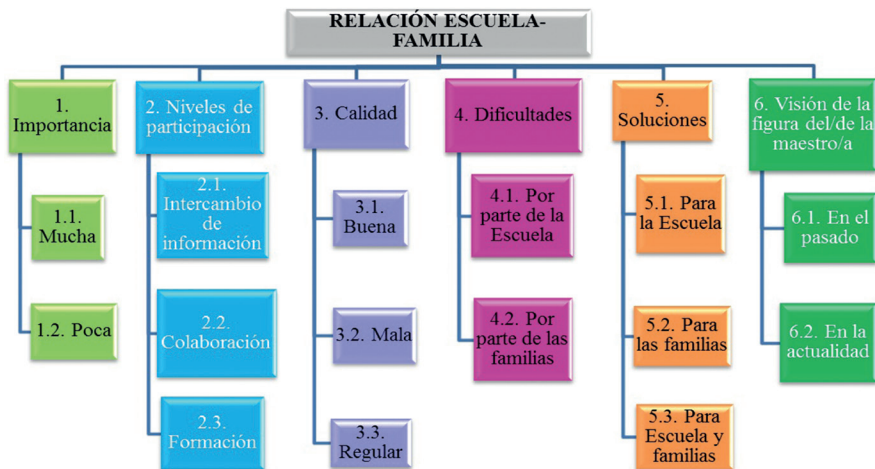 RELACIÓN ESCUELA-
FAMILIA
1.
Importancia
1.1.
Mucha
1.2. Poca
2. Niveles de
participación
2.1.
Intercambio
de
información
2.2.
Colaboración
2.3.
Formación
3. Calidad
3.1.
Buena
3.2. Mala
3.3.
Regular
4. Dificultades
4.1. Por
parte de la
Escuela
4.2. Por
parte de las
familias
5.
Soluciones
5.1. Para
la Escuela
5.2. Para
las familias
5.3. Para
Escuela y
familias
6. Visión de la
figura del/de la
maestro/a
6.1. En el
pasado
6.2. En la
actualidad